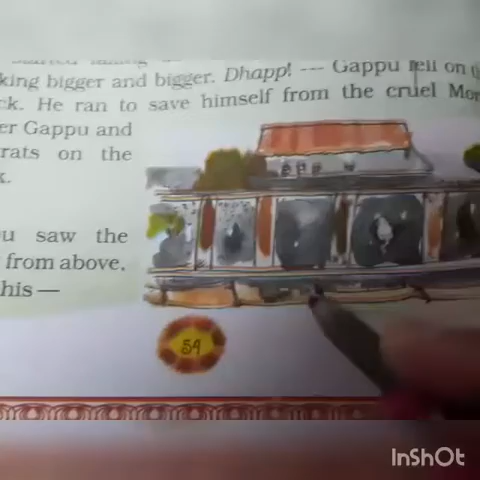 king bigger and bigger. Dhapp! --- Gappu fell on
ck. He ran to save himself from the cruel
er Gappu and
rats on the
k.
u saw the
from above,
his —
54
InShOt